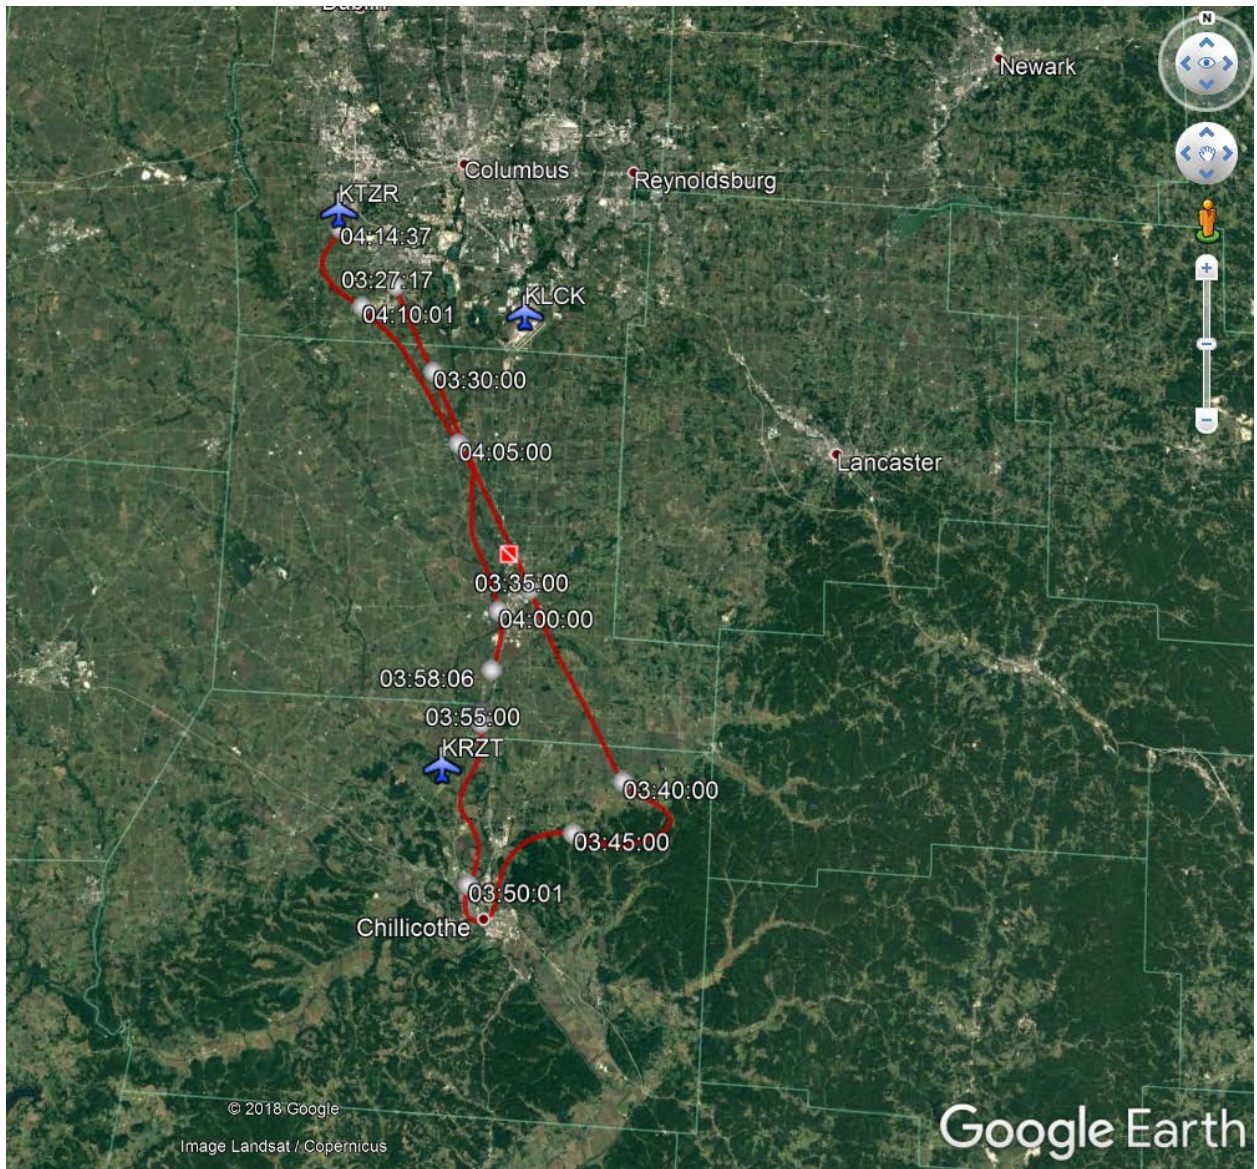 Dublin
N
Newark
Columbus
Reynoldsburg
KTZR
04:14:37
03:27:17
KLCK
04:10:01
03:30:00
04:05:00
Lancaster
03:35:00
04:00:00
03:58:06
03:55:00
KRZT
03:40:00
03:45:00
03:50:01
Chillicothe
© 2018 Google
Image Landsat / Copernicus
Google Earth